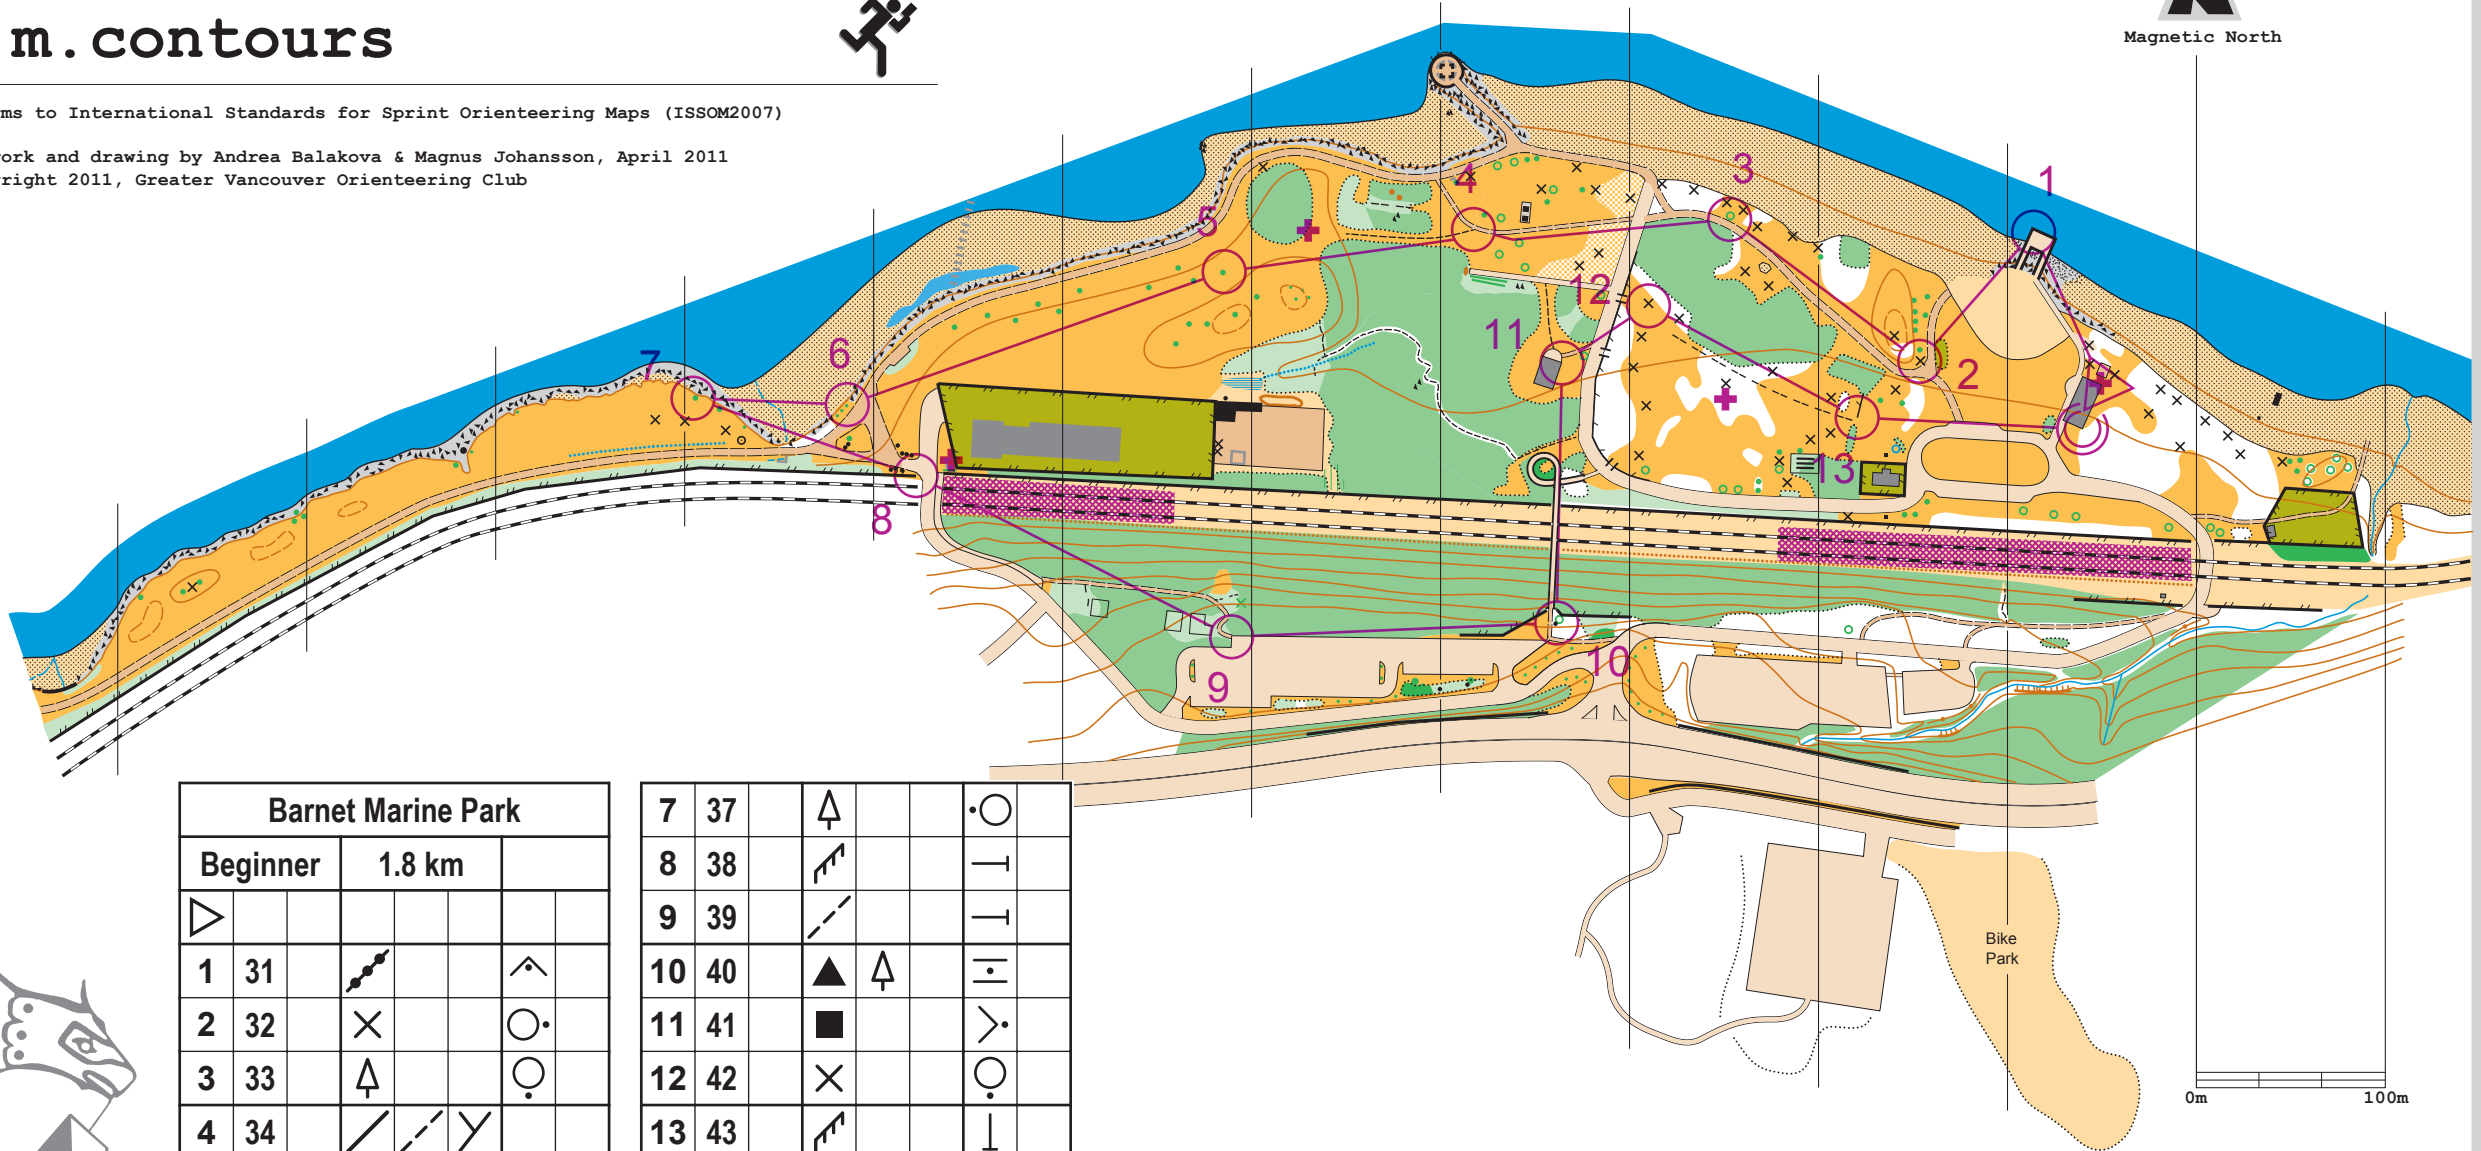 m.contours
Magnetic North
ms to International Standards for Sprint Orienteering Maps (ISSOM2007)
ork and drawing by Andrea Balakova & Magnus Johansson, April 2011
right 2011, Greater Vancouver Orienteering Club
1
2
3
4
5
6
7
8
9
10
11
12
13
Barnet Marine Park
Beginner 1.8 km
1 31
2 32
3 33
4 34
7 37
8 38
9 39
10 40
11 41
12 42
13 43
Bike
Park
0m 100m